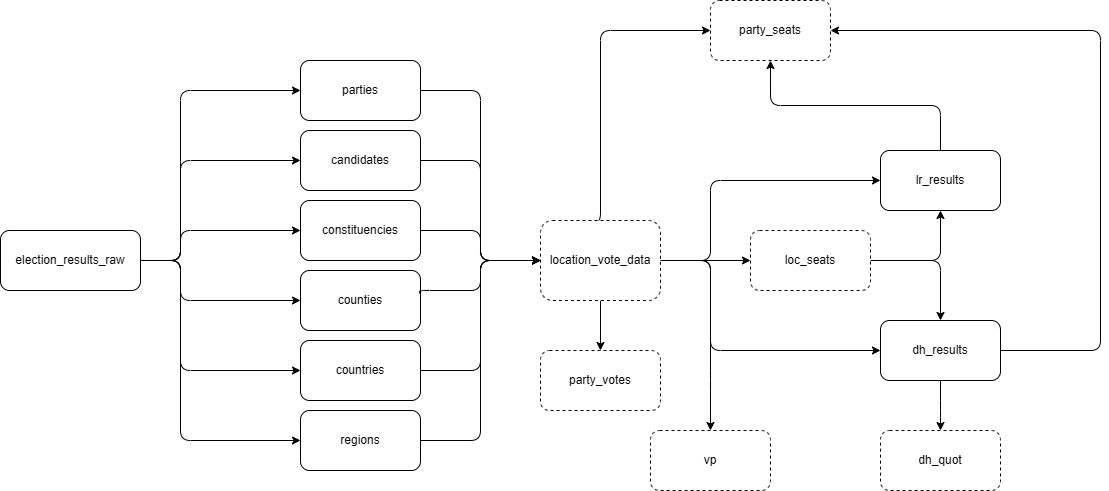 party_seats
parties
candidates
lr_results
constituencies
election_results_raw
location_vote_data
loc_seats
counties
dh_results
countries
party_votes
regions
vp
dh_quot